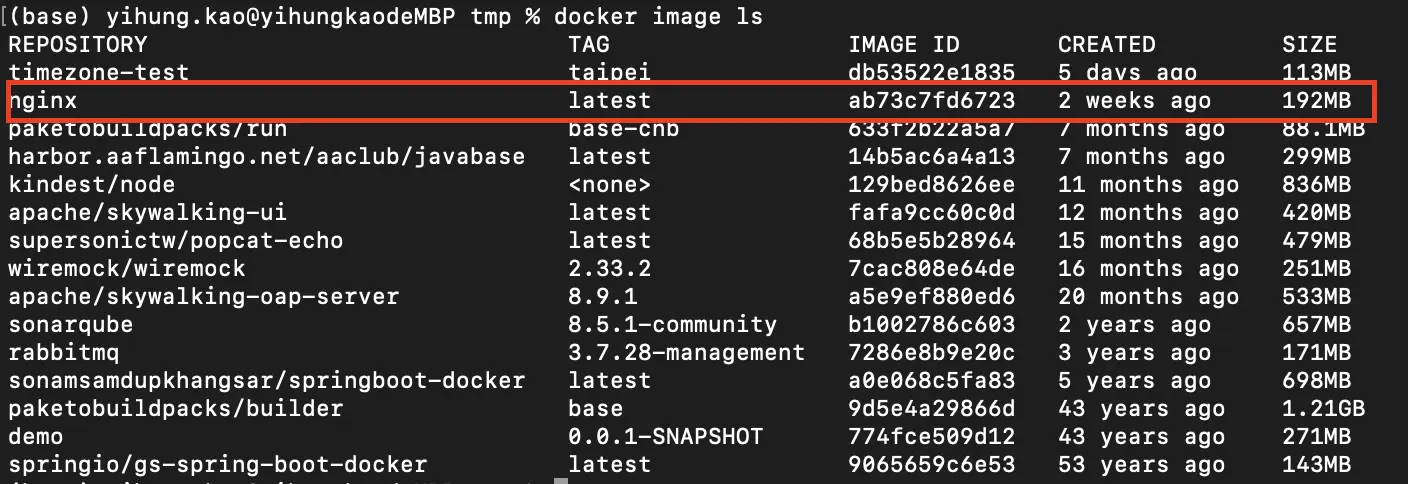 [(base) yihung.kao@yihungkaodeMBP tmp % docker image ls
REPOSITORY TAG IMAGE ID CREATED SIZE
timezone-test taipei db53522e1835 5 days ago 113MB
nginx latest ab73c7fd6723 2 weeks ago 192MB
paketobuildpacks/run base-cnb 633f2b22a5a7 7 months ago 88.1MB
harbor.aaflamingo.net/aaclub/javabase latest 14b5ac6a4a13 7 months ago 299MB
kindest/node <none> 129bed8626ee 11 months ago 836MB
apache/skywalking-ui latest fafa9cc60c0d 12 months ago 420MB
supersonictw/popcat-echo latest 68b5e5b28964 15 months ago 479MB
wiremock/wiremock 2.33.2 7cac808e64de 16 months ago 251MB
apache/skywalking-oap-server 8.9.1 a5e9ef880ed6 20 months ago 533MB
sonarqube 8.5.1-community b1002786c603 2 years ago 657MB
rabbitmq 3.7.28-management 7286e8b9e20c 3 years ago 171MB
sonamsamdupkhangsar/springboot-docker latest a0e068c5fa83 5 years ago 698MB
paketobuildpacks/builder base 9d5e4a29866d 43 years ago 1.21GB
demo 0.0.1-SNAPSHOT 774fce509d12 43 years ago 271MB
springio/gs-spring-boot-docker latest 9065659c6e53 53 years ago 143MB